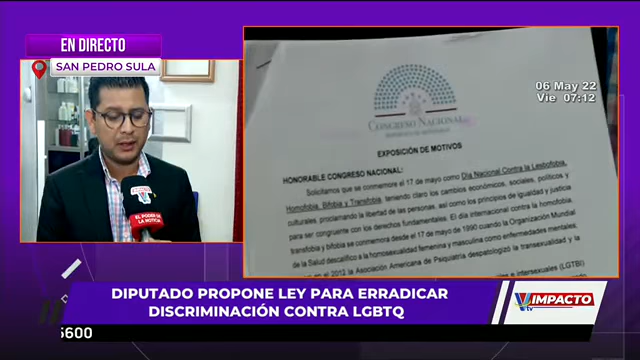 EN DIRECTO
SAN PEDRO SULA
EL PODER DE
LA NOTICIA
06 May 22
Vie 07:12
CONGRESO NACIONAL
EXPOSICIÓN DE MOTIVOS
HONORABLE CONGRESO NACIONAL:
Solicitamos que se conmemore el 17 de mayo como Día Nacional Contra la Lesbofobia,
Homofobia, Bifobia y Transfobia, teniendo claro los cambios económicos, sociales, políticos y
culturales, proclamando la libertad de las personas, así como los principios de igualdad y justicia
para ser congruente con los derechos fundamentales. El día internacional contra la homofobia,
transfobia y bifobia se conmemora desde el 17 de mayo de 1990 cuando la Organización Mundial
de la Salud descalificó a la homosexualidad femenina y masculina como enfermedades mentales,
en el 2012 la Asociación Americana de Psiquiatría despatologizó la transexualidad y la
es e intersexuales (LGTBI)
DIPUTADO PROPONE LEY PARA ERRADICAR
DISCRIMINACIÓN CONTRA LGBTQ
IMPACTO
tv
5600